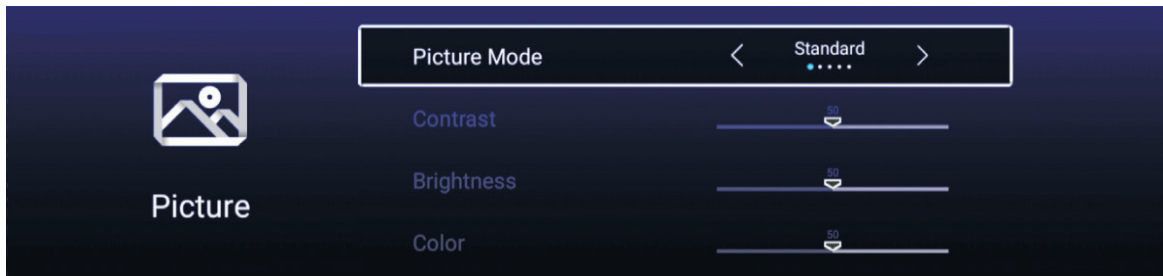 Picture
Picture Mode
Standard
Contrast
50
Brightness
50
Color
50